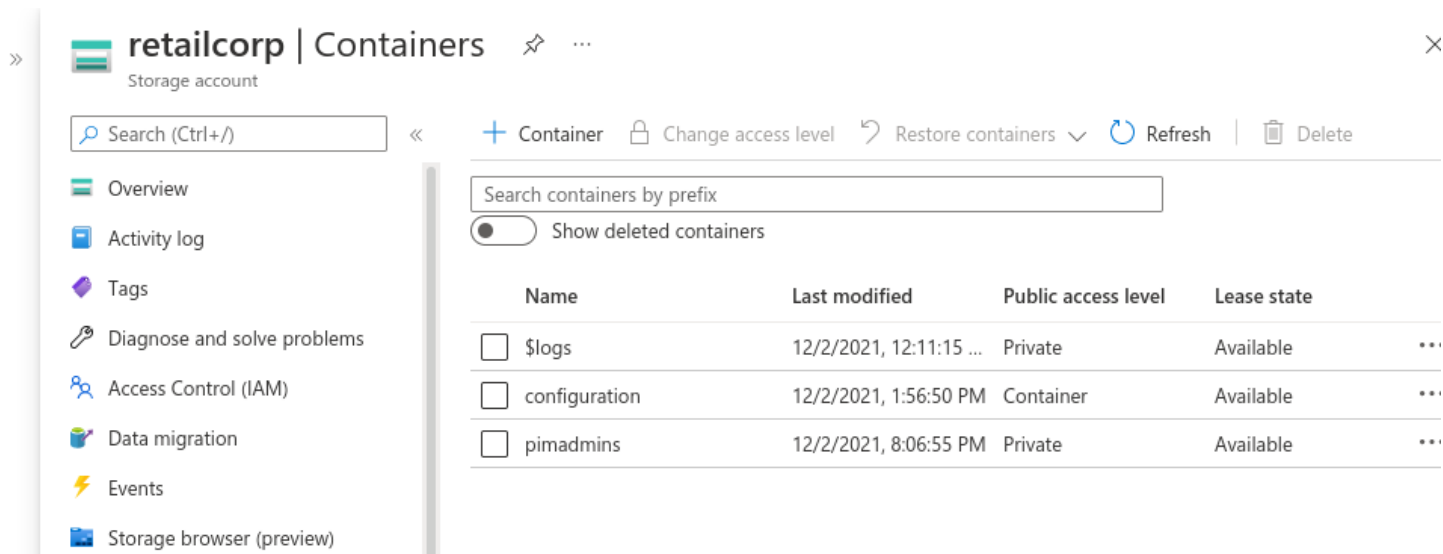 retailcorp | Containers
Storage account
Search (Ctrl+/)
Overview
Activity log
Tags
Diagnose and solve problems
Access Control (IAM)
Data migration
Events
Storage browser (preview)
Container Change access level Restore containers Refresh Delete
Search containers by prefix
Show deleted containers
Name Last modified Public access level Lease state
$logs 12/2/2021, 12:11:15 ... Private Available
configuration 12/2/2021, 1:56:50 PM Container Available
pimadmins 12/2/2021, 8:06:55 PM Private Available